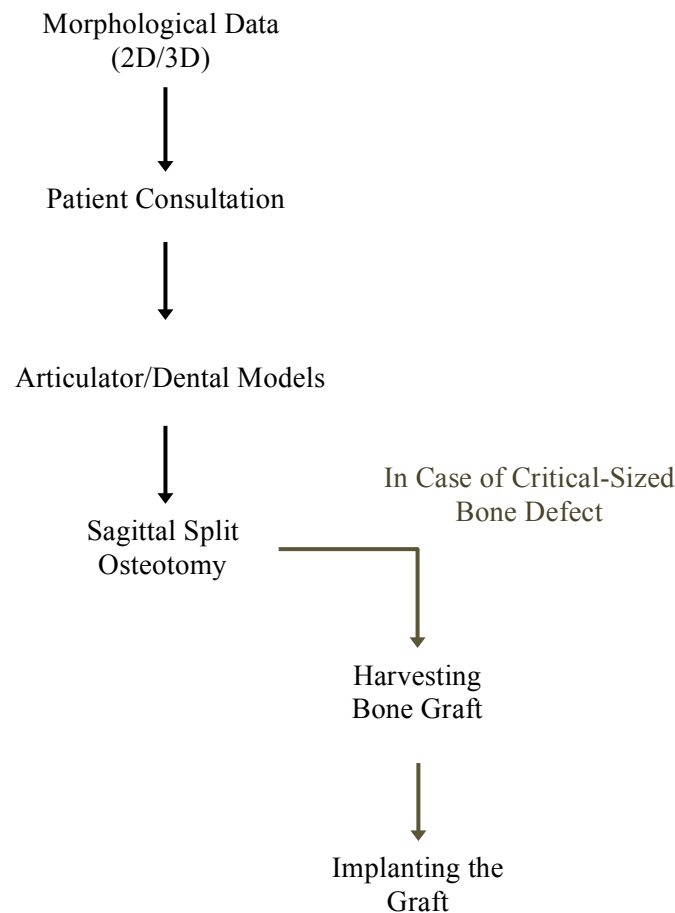 Morphological Data
(2D/3D)
Patient Consultation
Articulator/Dental Models
In Case of Critical-Sized
Bone Defect
Sagittal Split
Osteotomy
Harvesting
Bone Graft
Implanting the
Graft